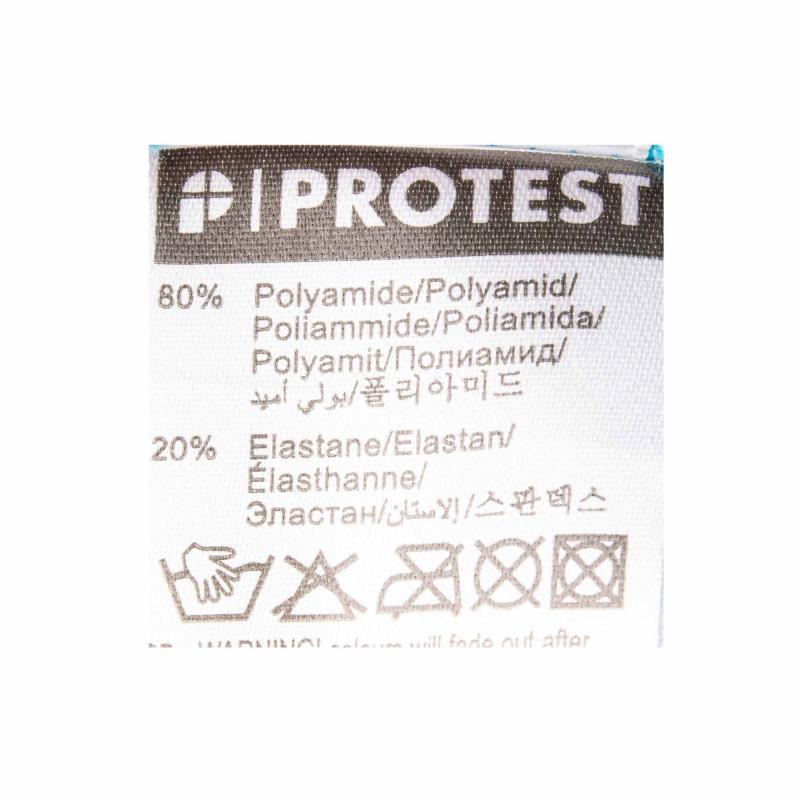 PROTEST
80% Polyamide/Polyamid/
Poliammide/Poliamida/
Polyamit/Полиамид/
بولي أميد/폴리아미드
20% Elastane/Elastan/
Élasthanne/
Эластан/الاستان/스판덱스
WARNING! colours will fade out after